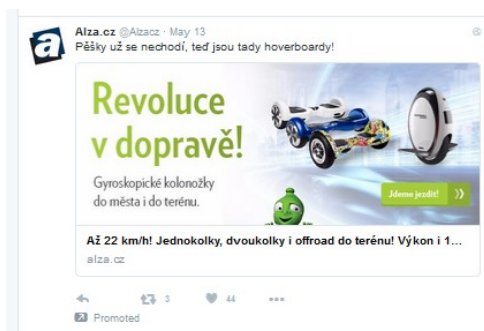 Alza.cz @Alzacz · May 13
Pěšky už se nechodí, teď jsou tady hoverboardy!
Revoluce
v dopravě!
Gyroskopické kolonožky
do města i do terénu.
Jdeme jezdit!
Až 22 km/h! Jednokolky, dvoukolky i offroad do terénu! Výkon i 1...
alza.cz
3 44
Promoted